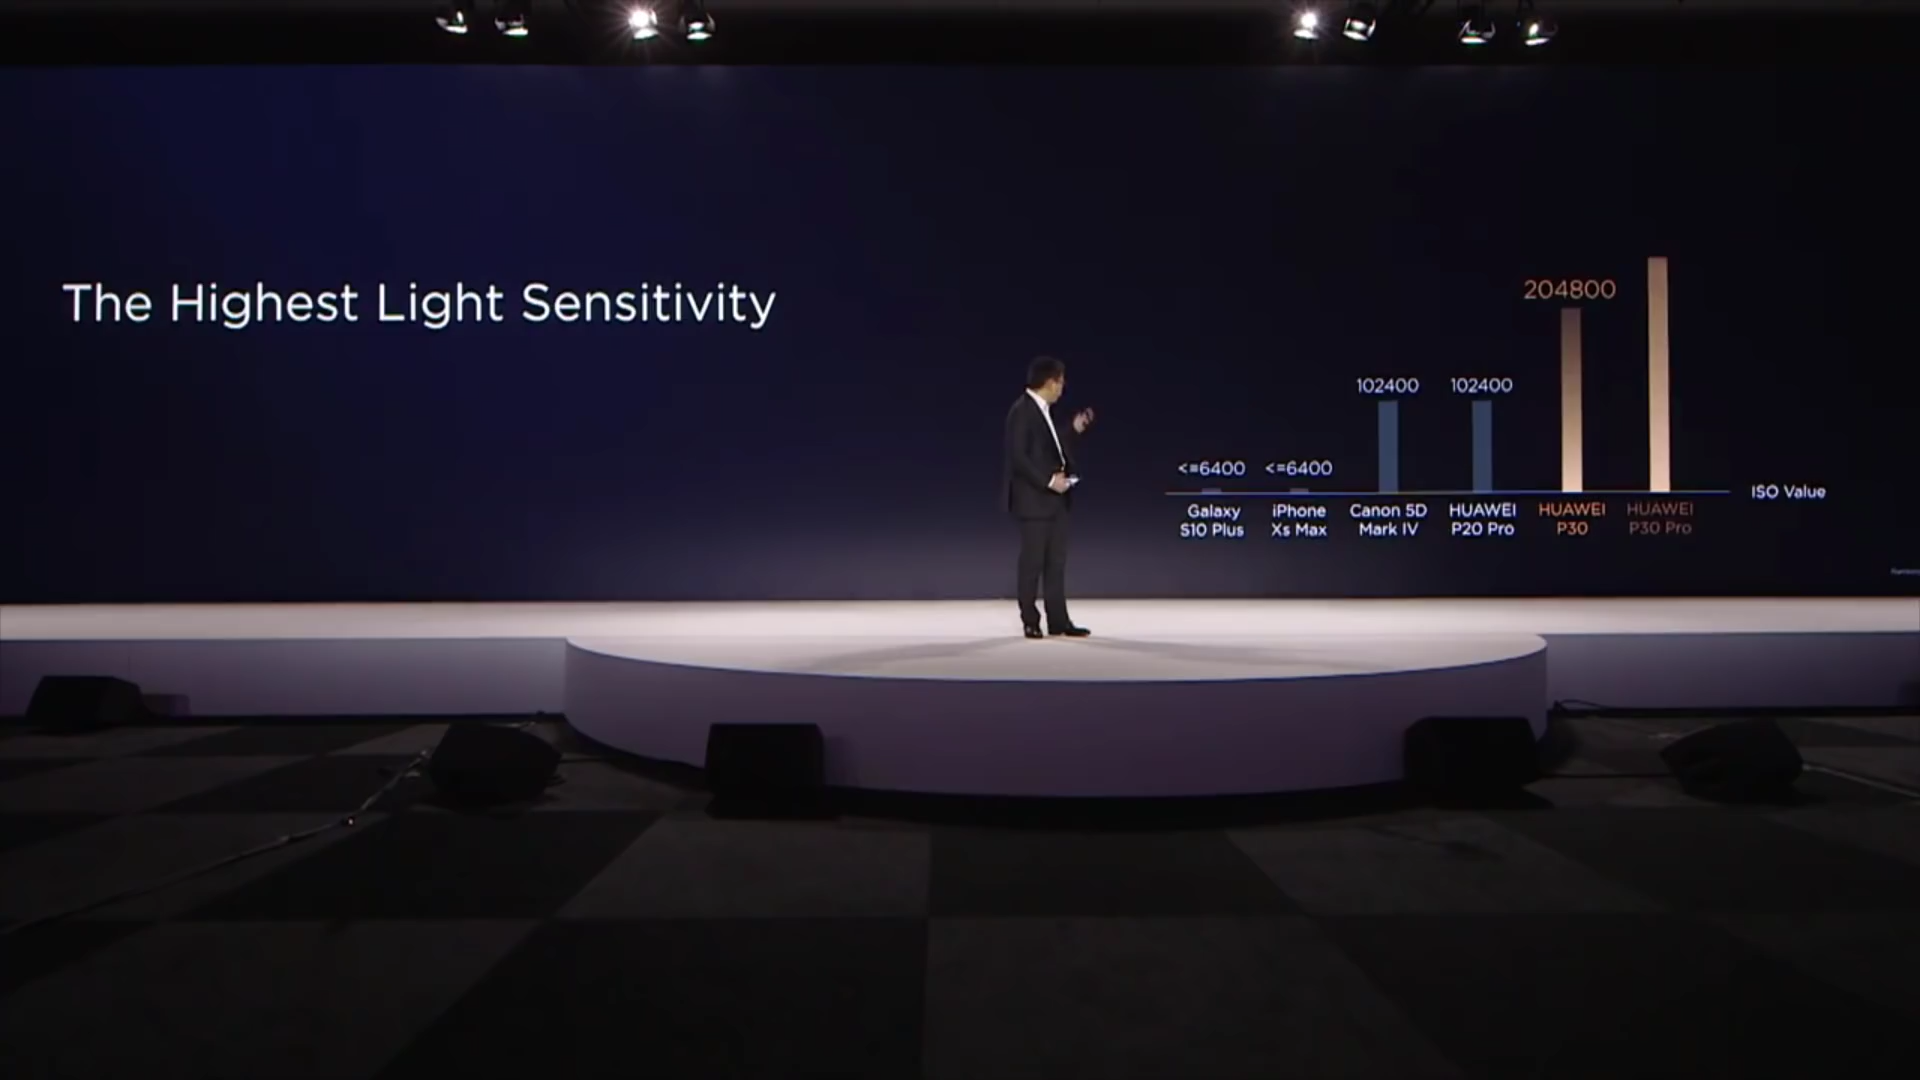 The Highest Light Sensitivity
204800
102400
102400
<=6400
<=6400
ISO Value
Galaxy
S10 Plus
iPhone
Xs Max
Canon 5D
Mark IV
HUAWEI
P20 Pro
HUAWEI
P30
HUAWEI
P30 Pro